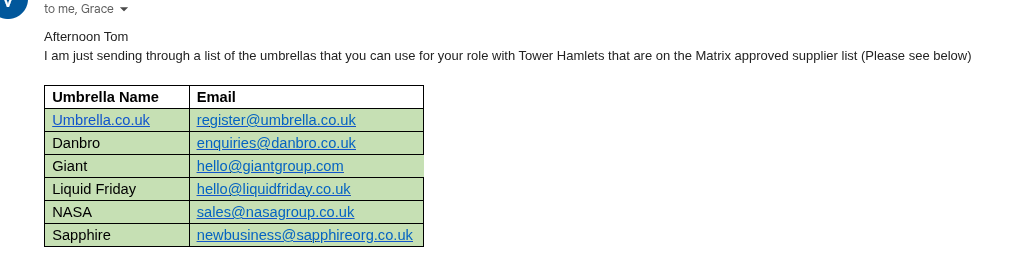 to me, Grace
Afternoon Tom
I am just sending through a list of the umbrellas that you can use for your role with Tower Hamlets that are on the Matrix approved supplier list (Please see below)
Umbrella Name Email
Umbrella.co.uk register@umbrella.co.uk
Danbro enquiries@danbro.co.uk
Giant hello@giantgroup.com
Liquid Friday hello@liquidfriday.co.uk
NASA sales@nasagroup.co.uk
Sapphire newbusiness@sapphireorg.co.uk